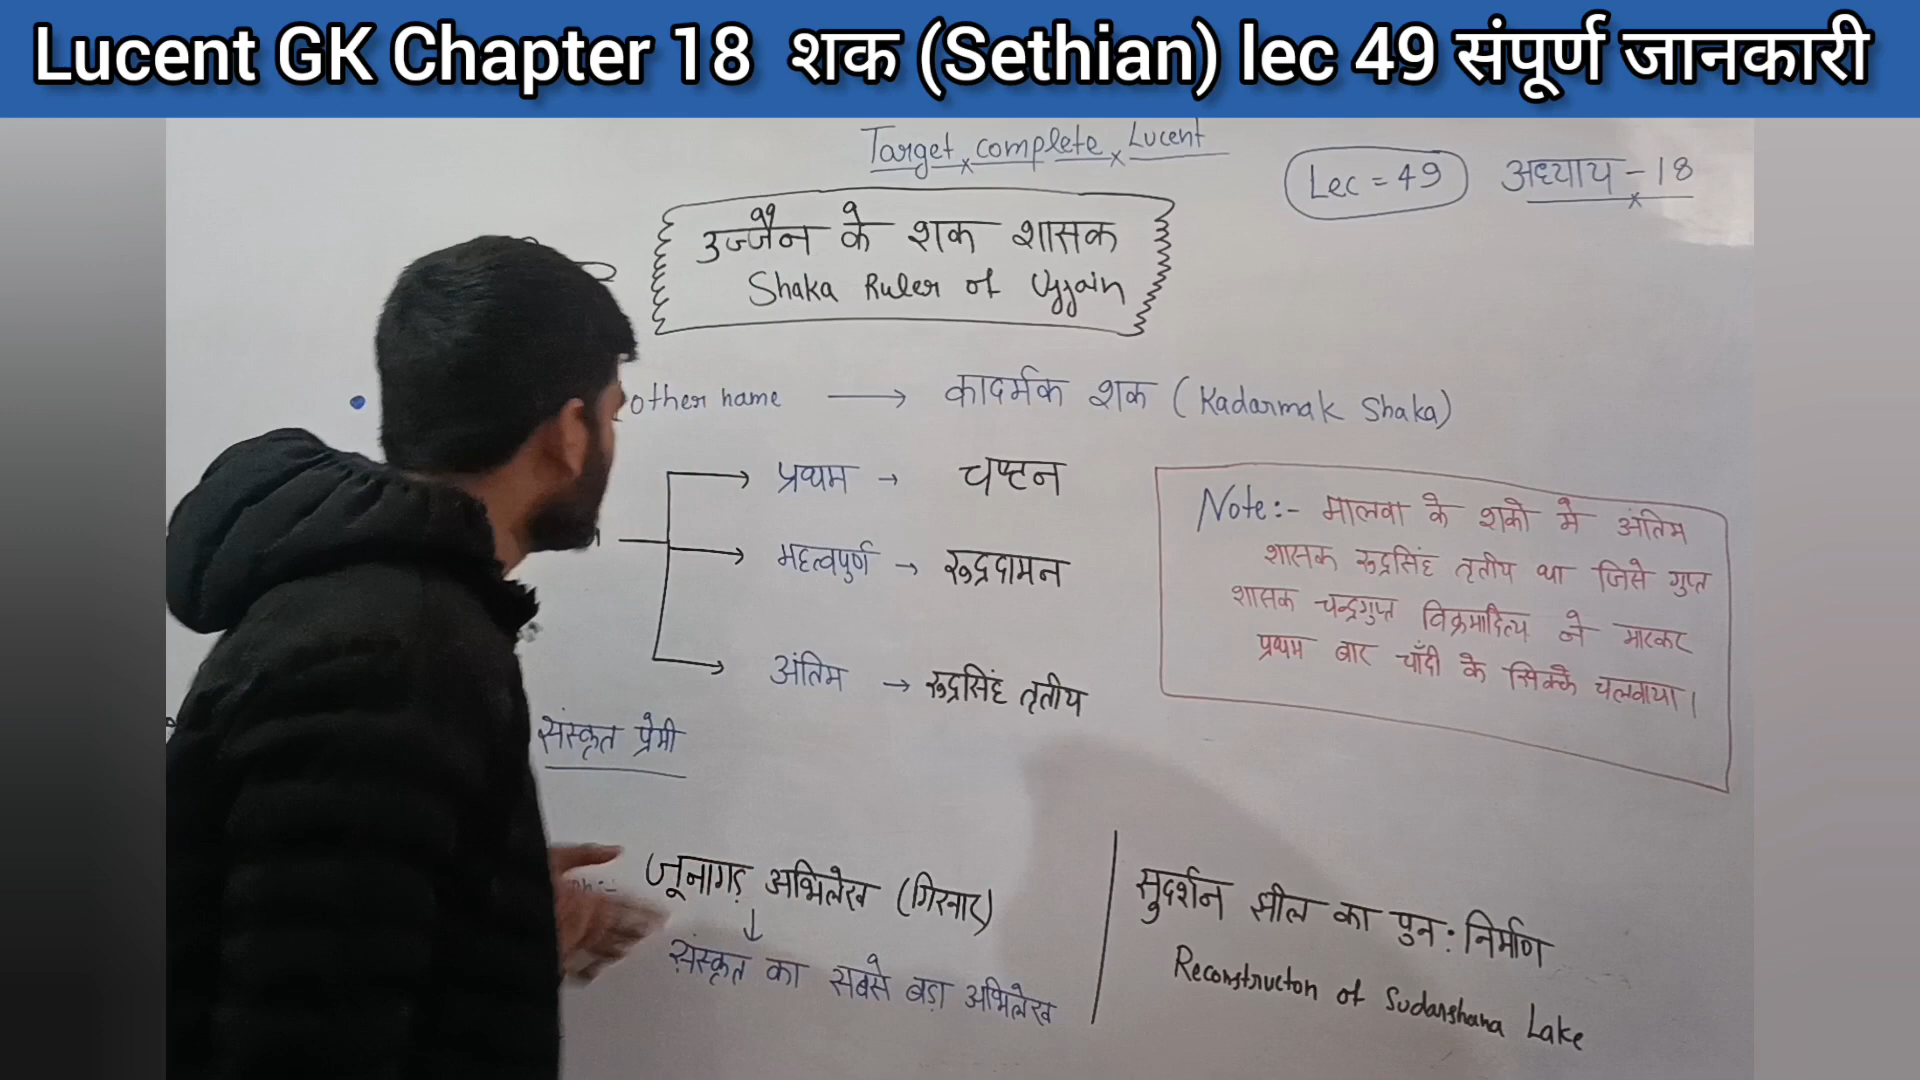 Lucent GK Chapter 18 शक (Sethian) lec 49 संपूर्ण जानकारी
Target complete Lucent
Lec = 49
अध्याय - 18
उज्जैन के शक शासक
Shaka Ruler of Ujjain
other name → कादर्मक शक (Kadarmak Shaka)
प्रथम → चष्टन
महत्वपुर्ण → रुद्रदामन
अंतिम → रुद्रसिंह तृतीय
Note:- मालवा के शको मे अंतिम
शासक रुद्रसिंह तृतीय था जिसे गुप्त
शासक चन्द्रगुप्त विक्रमादित्य ने मारकर
प्रथम बार चाँदी के सिक्के चलवाया।
संस्कृत प्रेमी
जूनागढ़ अभिलेख (गिरनार)
↓
संस्कृत का सबसे बड़ा अभिलेख
सुदर्शन झील का पुन: निर्माण
Reconstructon of Sudarshana Lake